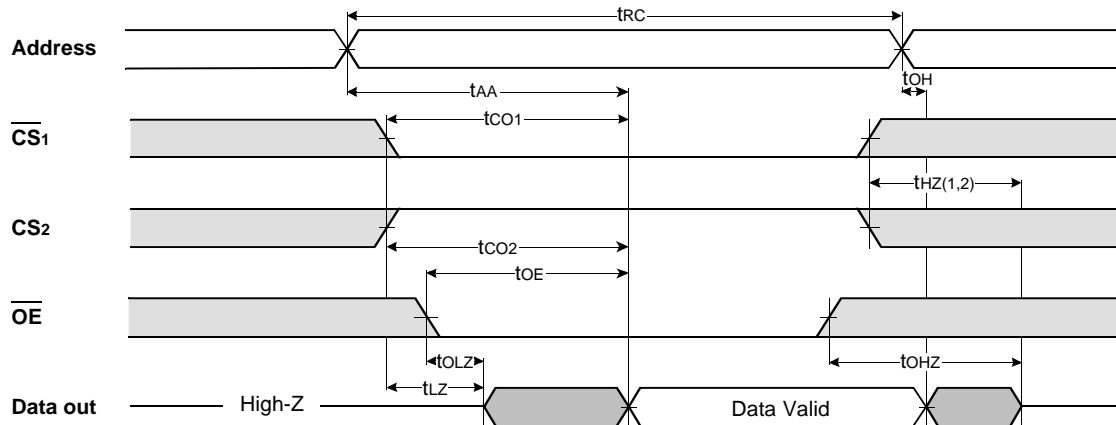 tRC
Address
tOH
tAA
CS1
tCO1
tHZ(1,2)
CS2
tCO2
tOE
OE
tOLZ
tOHZ
tLZ
Data out
High-Z
Data Valid